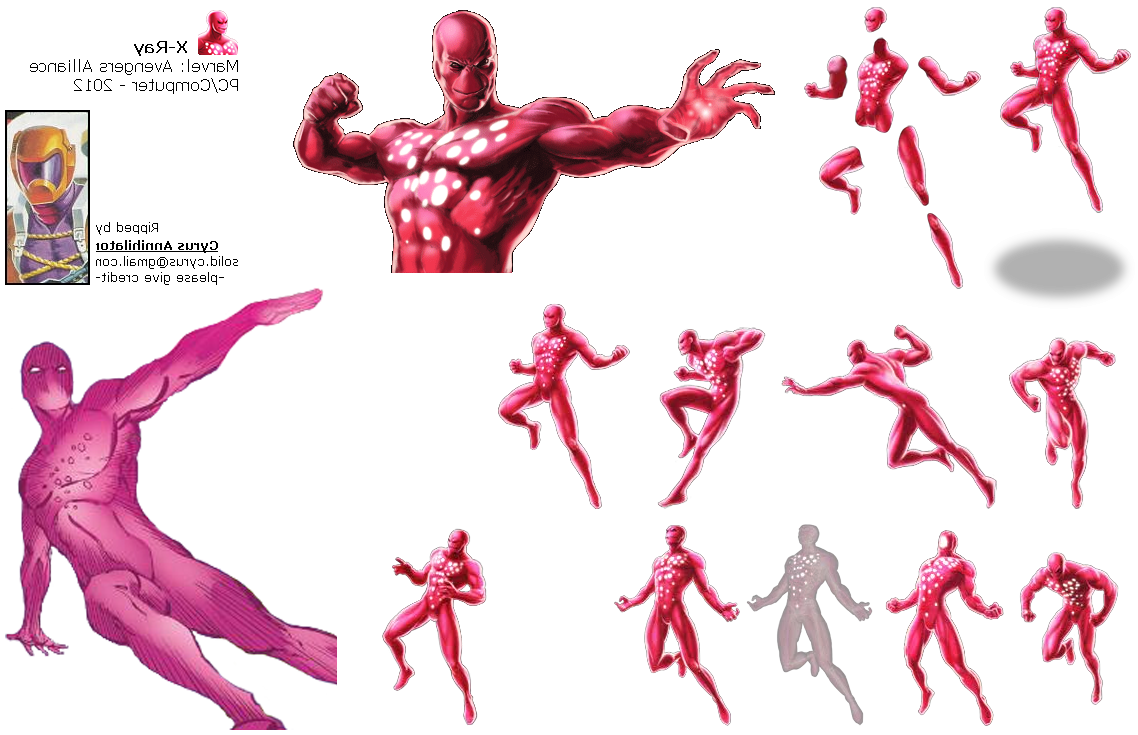 X-Ray
Marvel: Avengers Alliance
PC/Computer - 2012
Ripped by
Cyrus Annihilator
solid.cyrus@gmail.com
-please give credit-